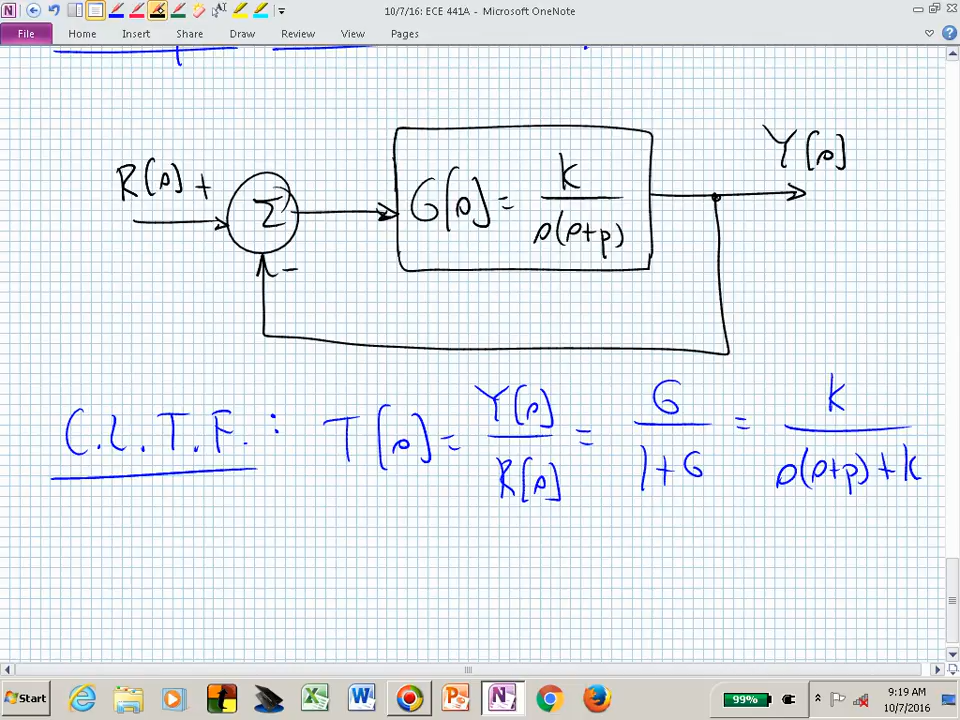 10/7/16: ECE 441A - Microsoft OneNote
File Home Insert Share Draw Review View Pages
R(s) + Σ G(s) = K / s(s+p) Y(s)
-
C.L.T.F.: T(s) = Y(s) / R(s) = G / 1+G = K / s(s+p)+K
Start 99% 9:19 AM
10/7/2016